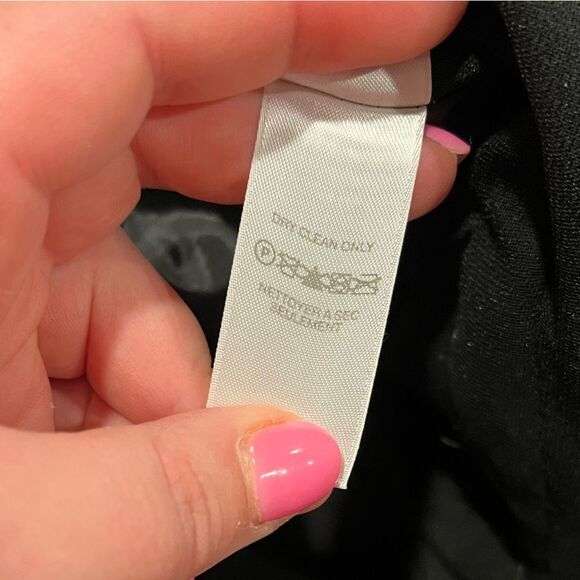 DRY CLEAN ONLY
P
NETTOYER A SEC
SEULEMENT